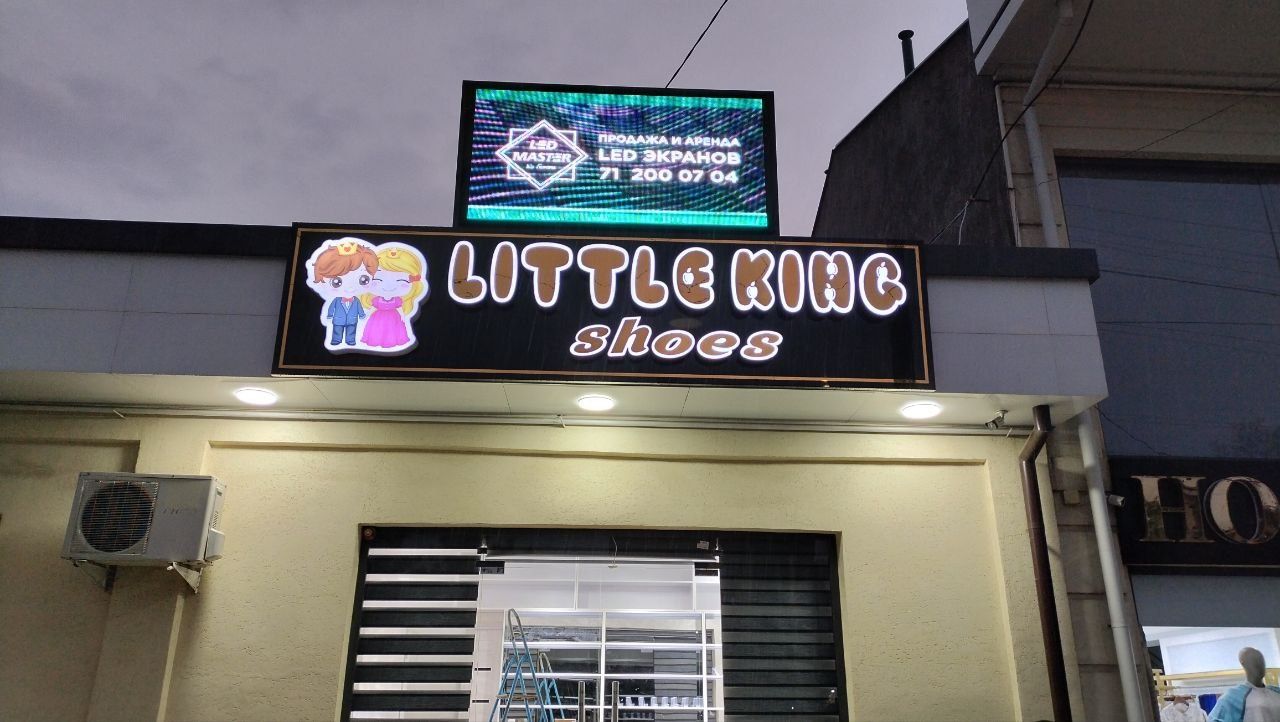 LED
MASTER
ПРОДАЖА И АРЕНДА
LED ЭКРАНОВ
71 200 07 04
LITTLE KING
shoes
HO